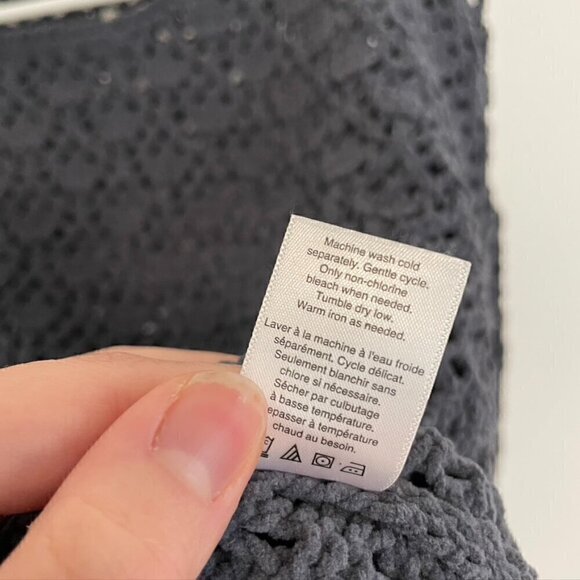 Machine wash cold
separately. Gentle cycle.
Only non-chlorine
bleach when needed.
Tumble dry low.
Warm iron as needed.
Laver à la machine à l'eau froide
séparément. Cycle délicat.
Seulement blanchir sans
chlore si nécessaire.
Sécher par culbutage
à basse température.
epasser à température
chaud au besoin.